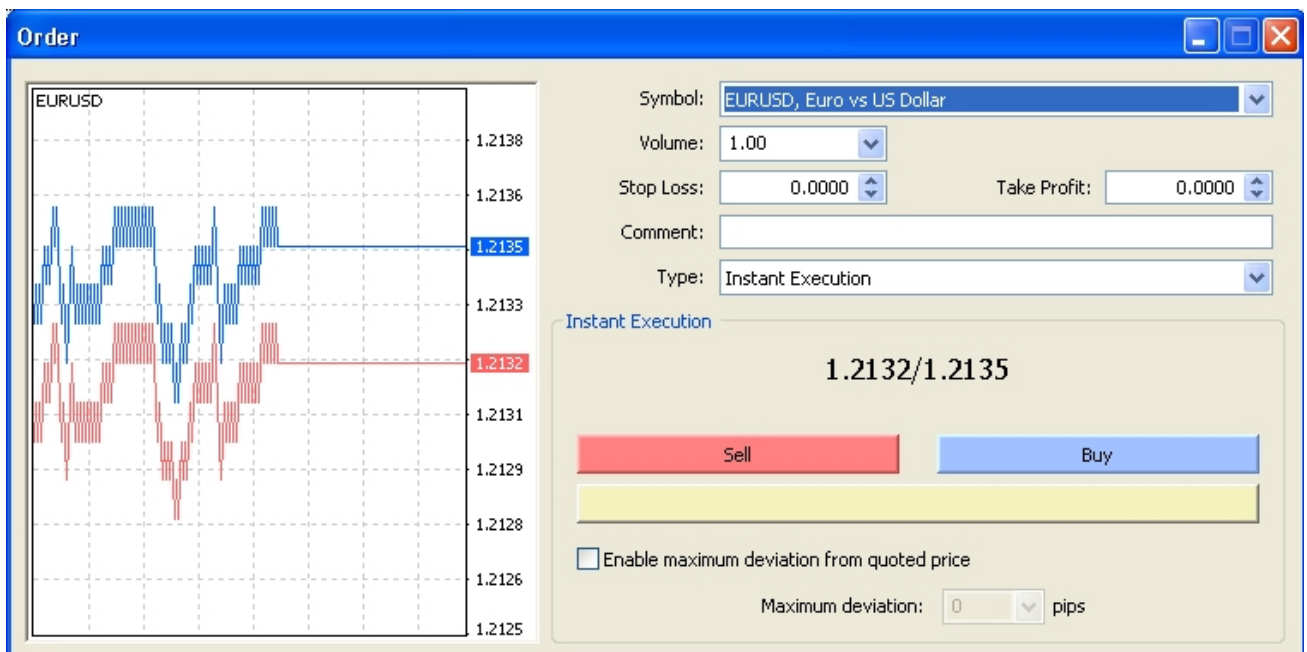 Order
EURUSD
1.2138
1.2136
1.2135
1.2133
1.2132
1.2131
1.2129
1.2128
1.2126
1.2125
Symbol: EURUSD, Euro vs US Dollar
Volume: 1.00
Stop Loss: 0.0000 Take Profit: 0.0000
Comment:
Type: Instant Execution
Instant Execution
1.2132/1.2135
Sell Buy
Enable maximum deviation from quoted price
Maximum deviation: 0 pips